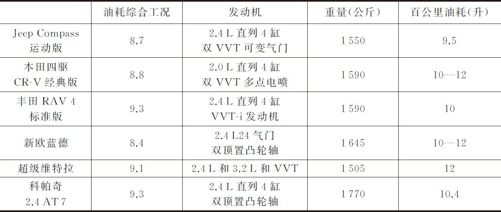 油耗综合工况 发动机 重量(公斤) 百公里油耗(升)
Jeep Compass
运动版 8.7 2.4 L 直列 4 缸
双 VVT 可变气门 1 550 9.5
本田四驱
CR-V 经典版 8.8 2.0 L 直列 4 缸
双 VVT 多点电喷 1 590 10—12
丰田 RAV 4
标准版 9.3 2.4 L 直列 4 缸
VVT-i 发动机 1 590 10
新欧蓝德 8.4 2.4 L24 气门
双顶置凸轮轴 1 645 10—12
超级维特拉 9.1 2.4 L 和 3.2 L 和 VVT 1 505 12
科帕奇
2.4 AT 7 9.3 2.4 L 直列 4 缸
双顶置凸轮轴 1 770 10.4